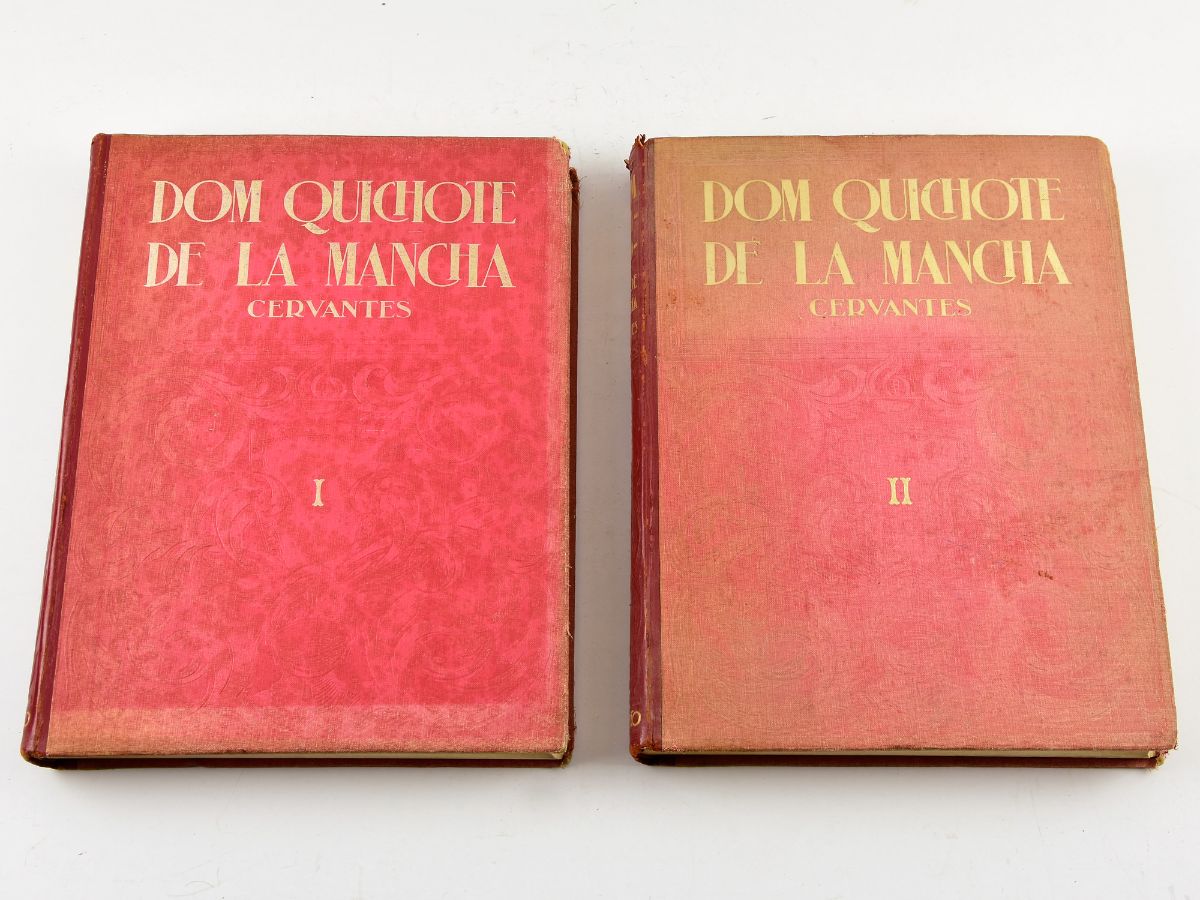 DOM QUICHOTE
DE LA MANCHA
CERVANTES
I
DOM QUICHOTE
DE LA MANCHA
CERVANTES
II